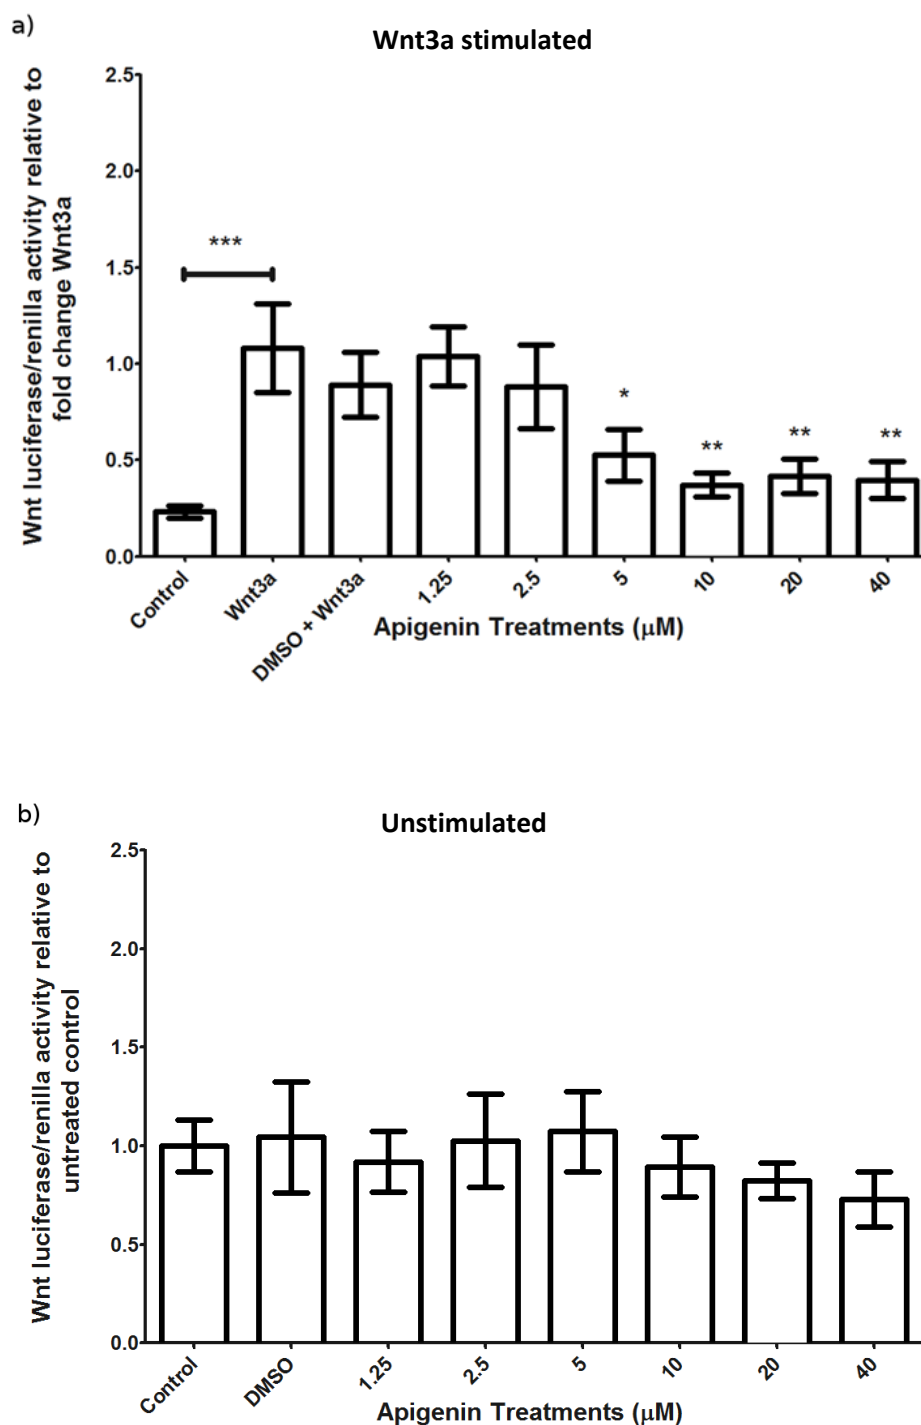 a)
Wnt3a stimulated
Wnt luciferase/renilla activity relative to
fold change Wnt3a
2.5
2.0
1.5
1.0
0.5
0.0
***
*
**
**
**
Control
Wnt3a
DMSO + Wnt3a
1.25
2.5
5
10
20
40
Apigenin Treatments (μM)
b)
Unstimulated
Wnt luciferase/renilla activity relative to
untreated control
2.5
2.0
1.5
1.0
0.5
0.0
Control
DMSO
1.25
2.5
5
10
20
40
Apigenin Treatments (μM)